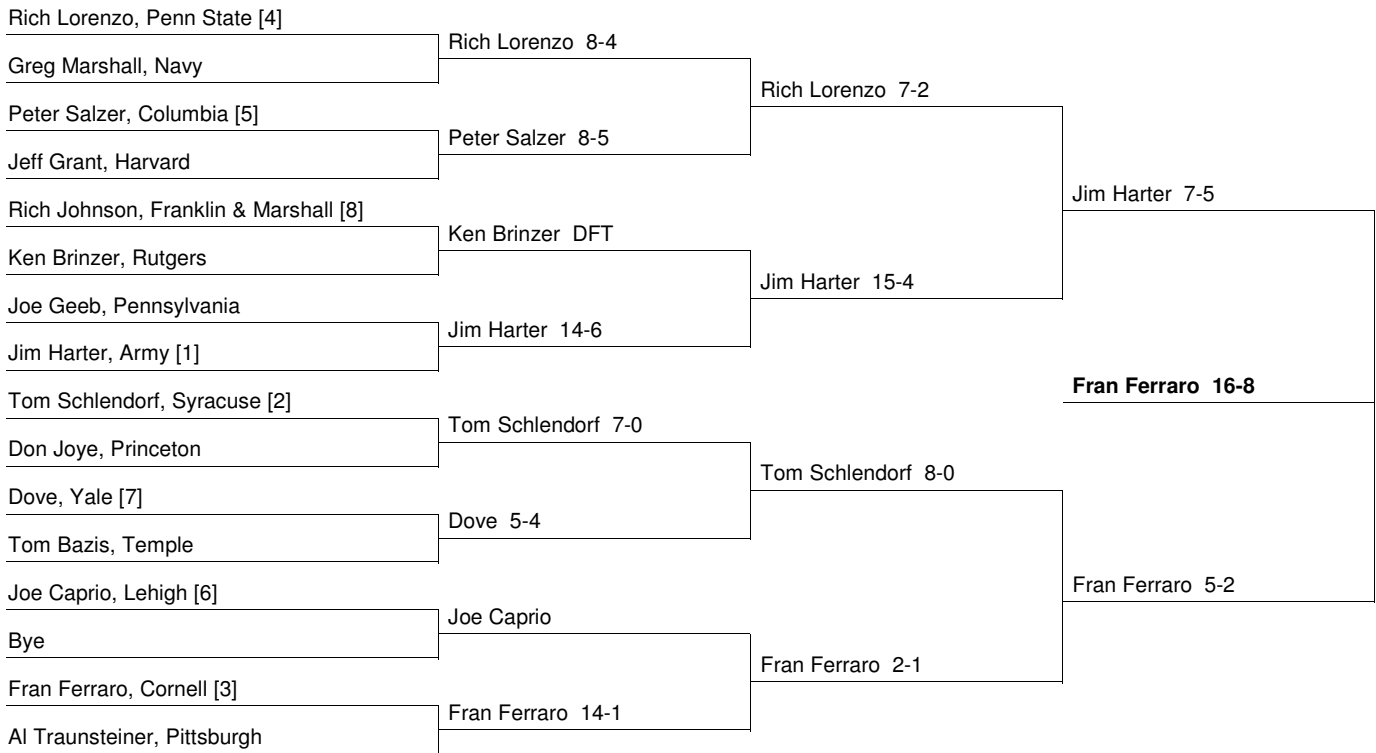 Rich Lorenzo, Penn State [4]
Greg Marshall, Navy
Peter Salzer, Columbia [5]
Jeff Grant, Harvard
Rich Johnson, Franklin & Marshall [8]
Ken Brinzer, Rutgers
Joe Geeb, Pennsylvania
Jim Harter, Army [1]
Tom Schlendorf, Syracuse [2]
Don Joye, Princeton
Dove, Yale [7]
Tom Bazis, Temple
Joe Caprio, Lehigh [6]
Bye
Fran Ferraro, Cornell [3]
Al Traunsteiner, Pittsburgh
Rich Lorenzo 8-4
Peter Salzer 8-5
Ken Brinzer DFT
Jim Harter 14-6
Tom Schlendorf 7-0
Dove 5-4
Joe Caprio
Fran Ferraro 14-1
Rich Lorenzo 7-2
Jim Harter 15-4
Tom Schlendorf 8-0
Fran Ferraro 2-1
Jim Harter 7-5
Fran Ferraro 5-2
Fran Ferraro 16-8